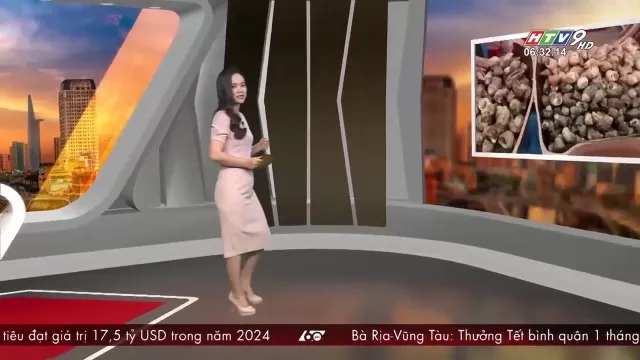 HTV9 HD
06:32:14
tiêu đạt giá trị 17,5 tỷ USD trong năm 2024 60 Bà Rịa-Vũng Tàu: Thưởng Tết bình quân 1 tháng